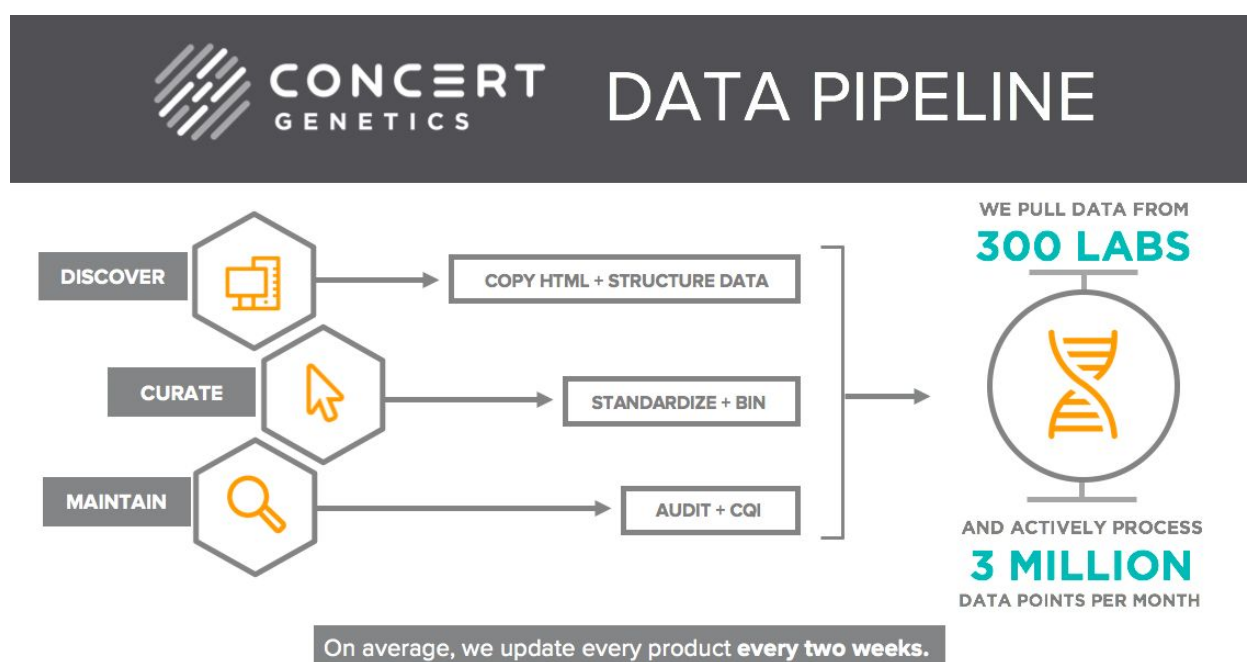 CONCERT
GENETICS
DATA PIPELINE
DISCOVER
COPY HTML + STRUCTURE DATA
CURATE
STANDARDIZE + BIN
MAINTAIN
AUDIT + CQI
WE PULL DATA FROM
300 LABS
AND ACTIVELY PROCESS
3 MILLION
DATA POINTS PER MONTH
On average, we update every product every two weeks.